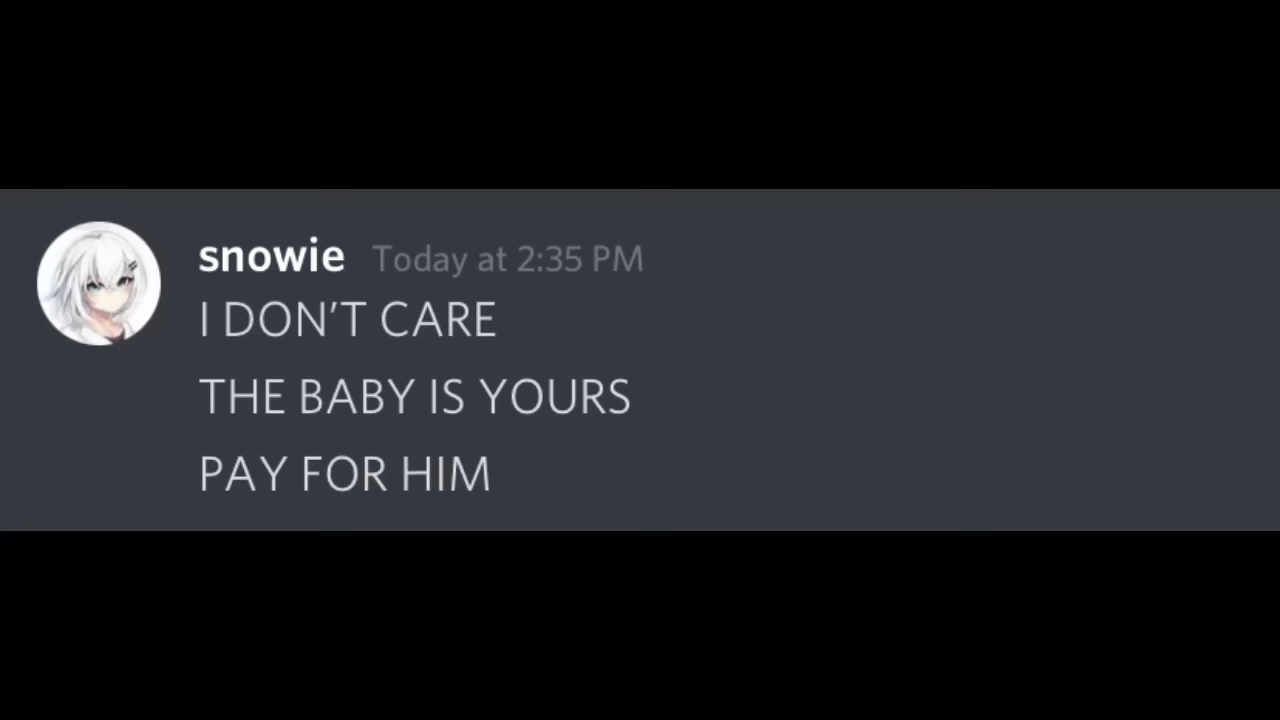 snowie Today at 2:35 PM
I DON’T CARE
THE BABY IS YOURS
PAY FOR HIM